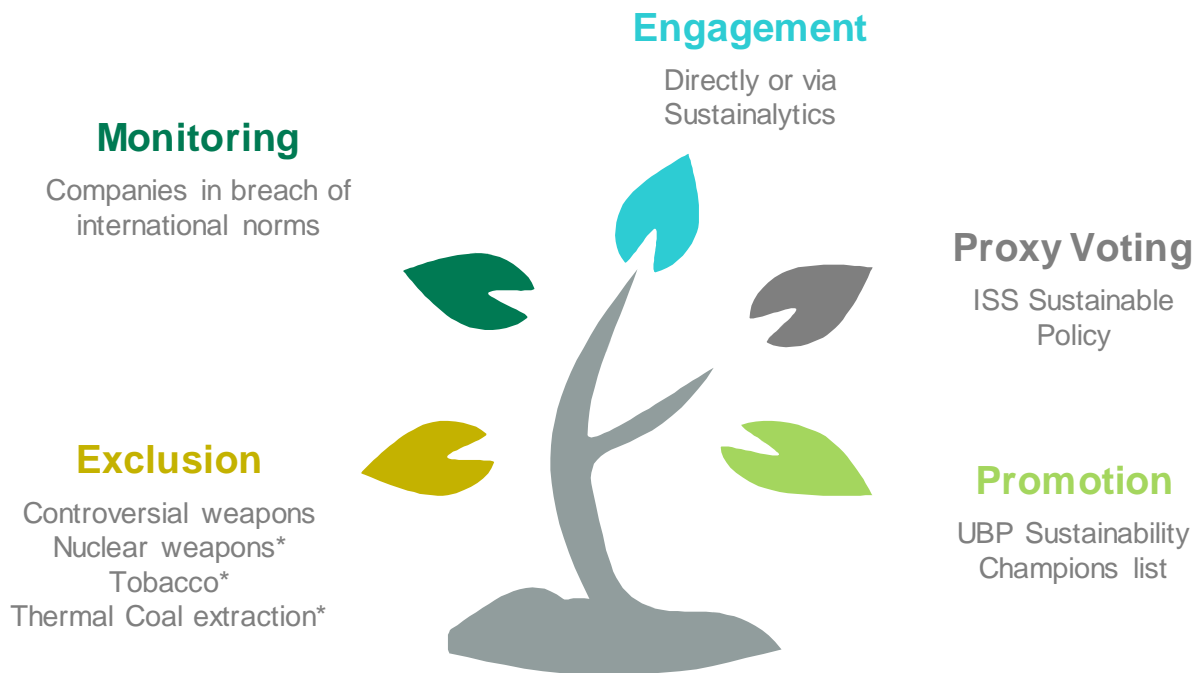 Engagement
Directly or via
Sustainalytics
Monitoring
Companies in breach of
international norms
Proxy Voting
ISS Sustainable
Policy
Exclusion
Controversial weapons
Nuclear weapons*
Tobacco*
Thermal Coal extraction*
Promotion
UBP Sustainability
Champions list